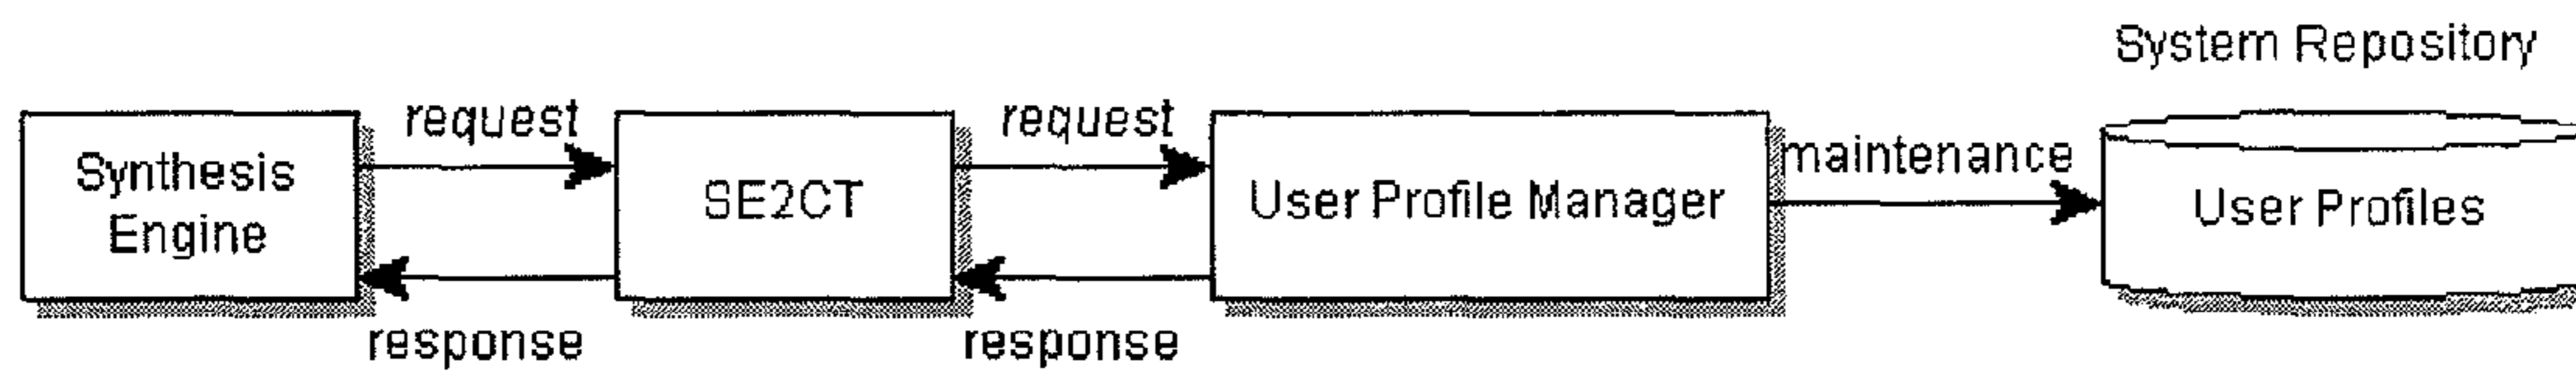 System Repository
request
request
maintenance
Synthesis
Engine
SE2CT
User Profile Manager
User Profiles
response
response